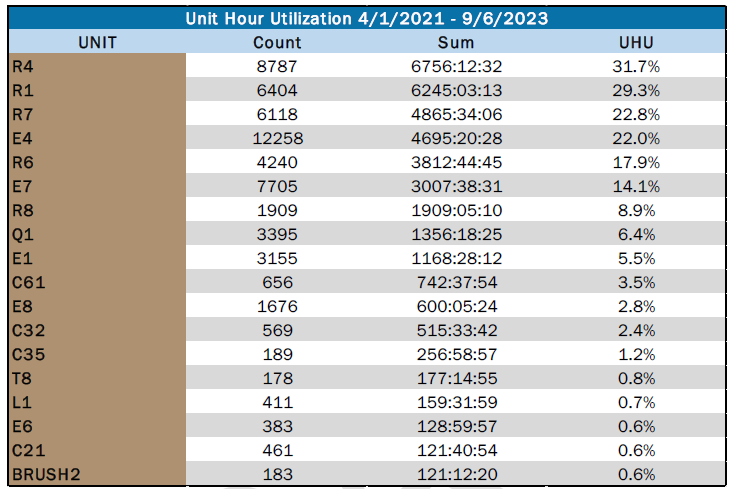 Unit Hour Utilization 4/1/2021 - 9/6/2023
UNIT Count Sum UHU
R4 8787 6756:12:32 31.7%
R1 6404 6245:03:13 29.3%
R7 6118 4865:34:06 22.8%
E4 12258 4695:20:28 22.0%
R6 4240 3812:44:45 17.9%
E7 7705 3007:38:31 14.1%
R8 1909 1909:05:10 8.9%
Q1 3395 1356:18:25 6.4%
E1 3155 1168:28:12 5.5%
C61 656 742:37:54 3.5%
E8 1676 600:05:24 2.8%
C32 569 515:33:42 2.4%
C35 189 256:58:57 1.2%
T8 178 177:14:55 0.8%
L1 411 159:31:59 0.7%
E6 383 128:59:57 0.6%
C21 461 121:40:54 0.6%
BRUSH2 183 121:12:20 0.6%